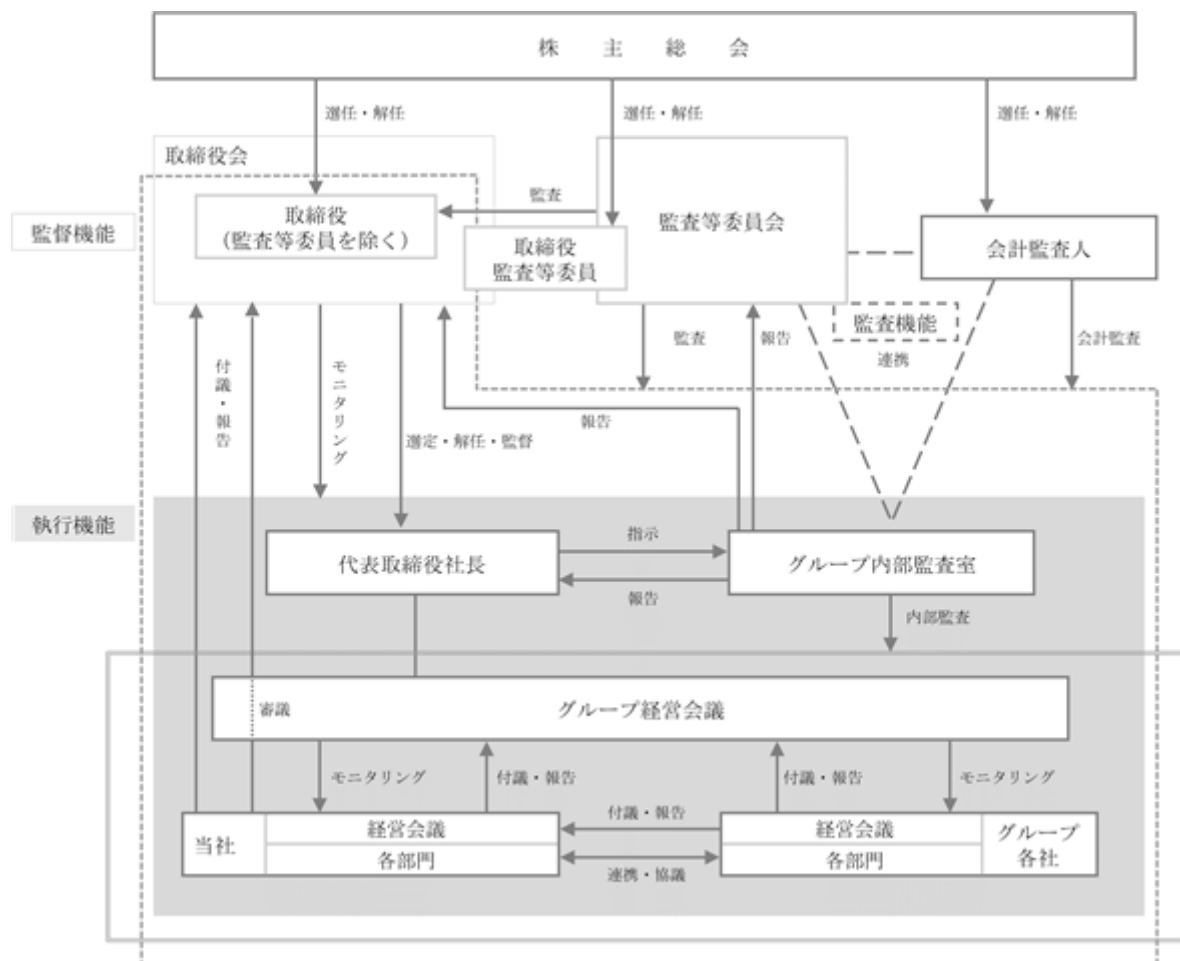 株主総会
選任・解任
選任・解任
選任・解任
取締役会
監督機能
取締役
（監査等委員を除く）
監査
取締役
監査等委員
監査等委員会
会計監査人
監査機能
連携
付議・報告
モニタリング
選定・解任・監督
監査
報告
報告
会計監査
執行機能
代表取締役社長
指示
報告
グループ内部監査室
内部監査
審議
グループ経営会議
モニタリング
付議・報告
付議・報告
モニタリング
当社
経営会議
各部門
付議・報告
連携・協議
経営会議
各部門
グループ
各社